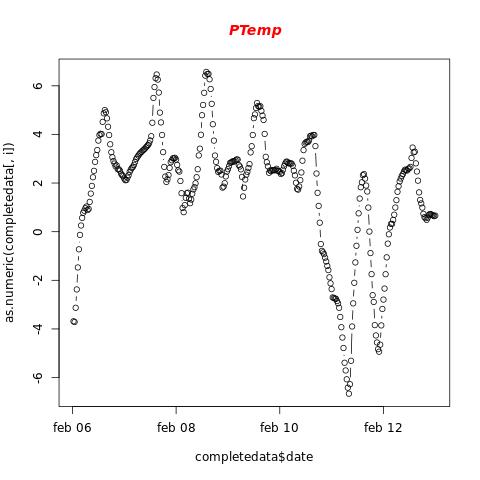 PTemp
as.numeric(completedata[, i])
6
4
2
0
-2
-4
-6
feb 06
feb 08
feb 10
feb 12
completedata$date